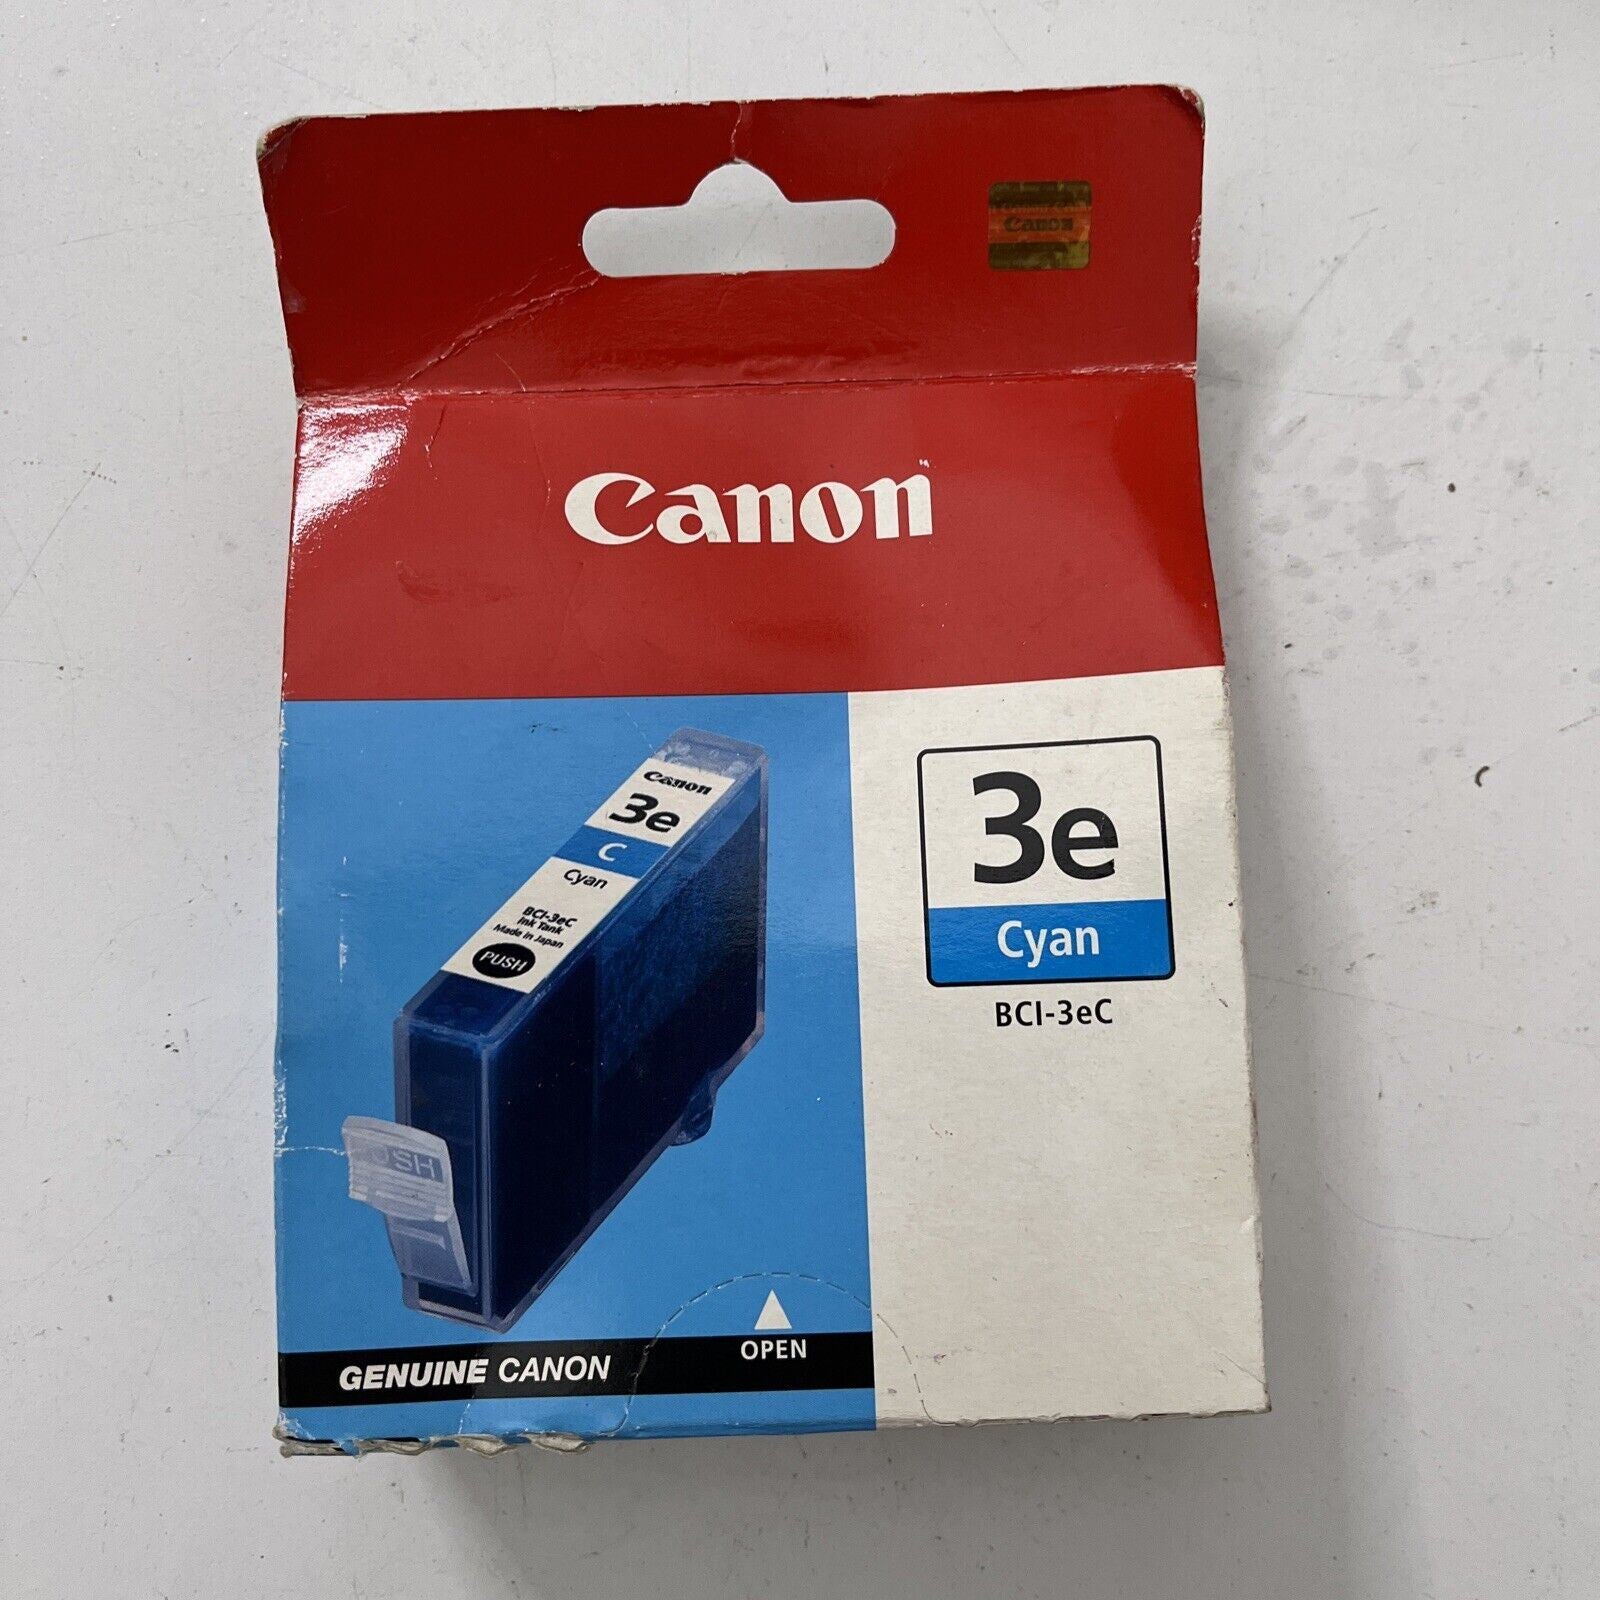 Canon
Canon
Canon
3e
C
Cyan
BCI-3eC
Ink Tank
Made in Japan
PUSH
3e
Cyan
BCI-3eC
OPEN
GENUINE CANON